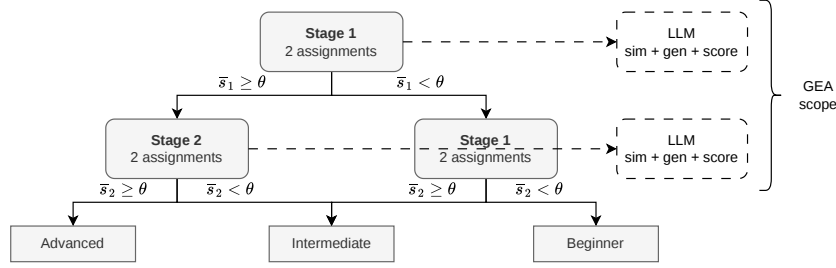 Stage 1
2 assignments
LLM
sim + gen + score
s̅₁ ≥ θ
s̅₁ < θ
GEA
scope
Stage 2
2 assignments
Stage 1
2 assignments
LLM
sim + gen + score
s̅₂ ≥ θ
s̅₂ < θ
s̅₂ ≥ θ
s̅₂ < θ
Advanced
Intermediate
Beginner